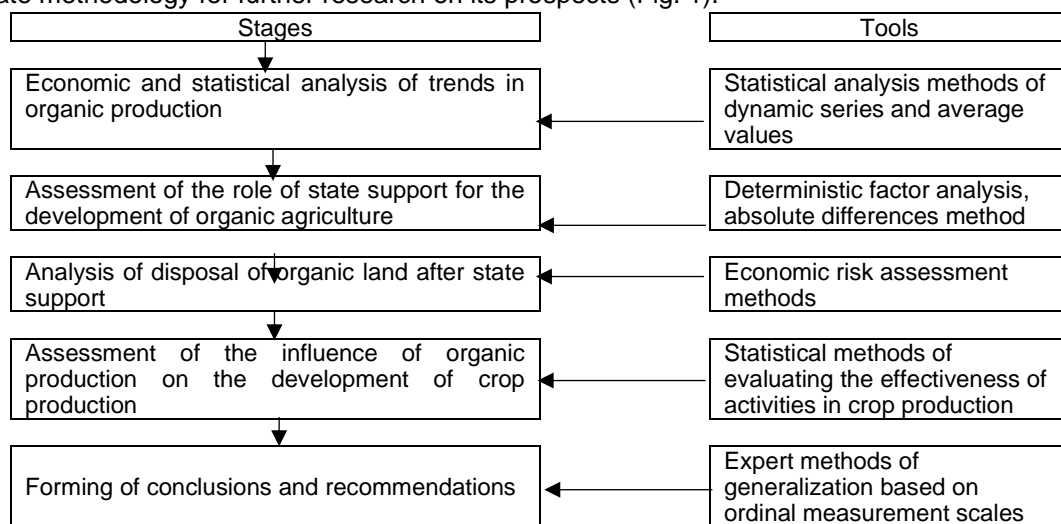 ate methodology for further research on its prospects (Fig. 1).
Stages
Tools
Economic and statistical analysis of trends in
organic production
Statistical analysis methods of
dynamic series and average
values
Assessment of the role of state support for the
development of organic agriculture
Deterministic factor analysis,
absolute differences method
Analysis of disposal of organic land after state
support
Economic risk assessment
methods
Assessment of the influence of organic
production on the development of crop
production
Statistical methods of
evaluating the effectiveness of
activities in crop production
Forming of conclusions and recommendations
Expert methods of
generalization based on
ordinal measurement scales